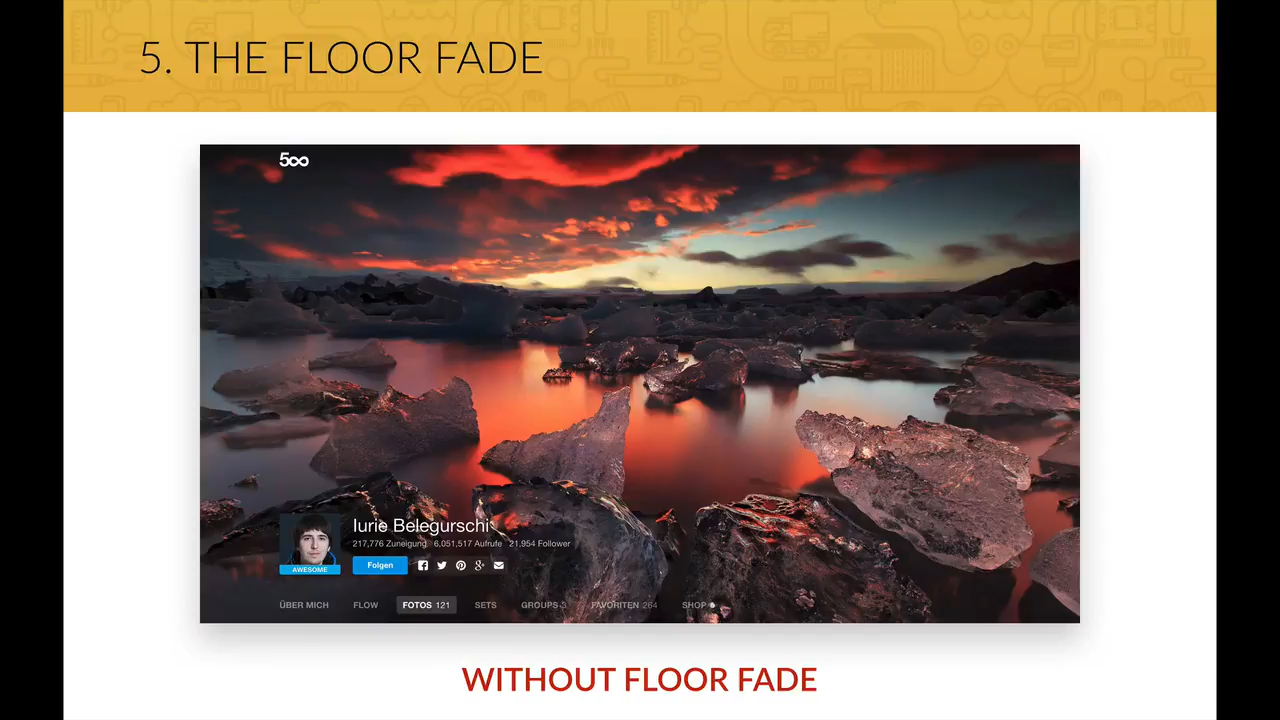 5. THE FLOOR FADE
500
Iurie Belegurschi
217,776 Zuneigung 6,051,517 Aufrufe 21,954 Follower
AWESOME
Folgen
ÜBER MICH FLOW FOTOS 121 SETS GROUPS 3 FAVORITEN 264 SHOP
WITHOUT FLOOR FADE